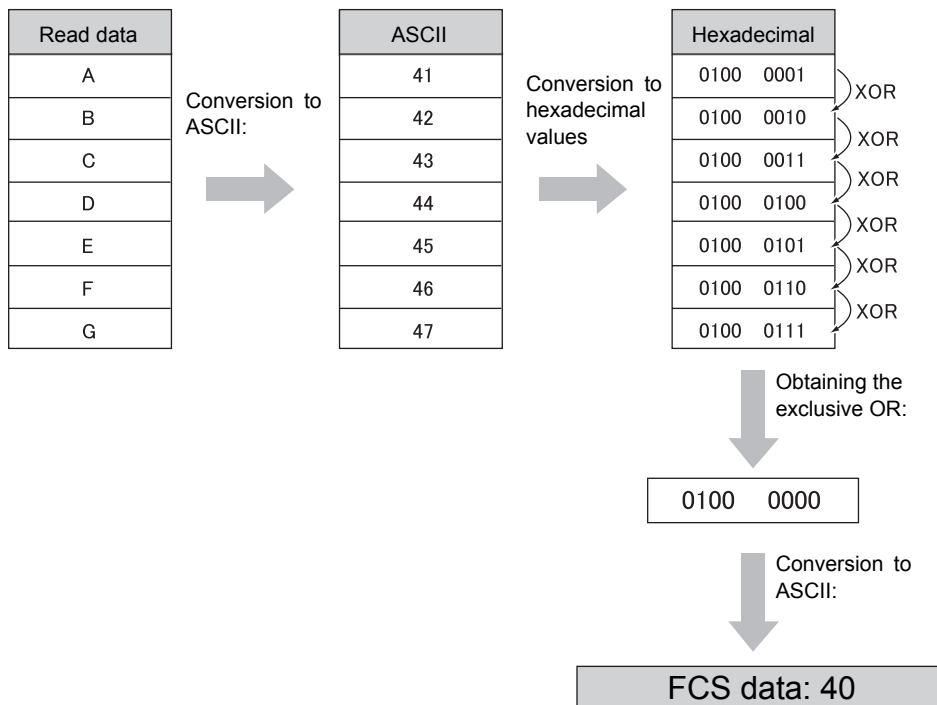 Read data
A
B
C
D
E
F
G
Conversion to
ASCII:
ASCII
41
42
43
44
45
46
47
Conversion to
hexadecimal
values
Hexadecimal
0100 0001
0100 0010
0100 0011
0100 0100
0100 0101
0100 0110
0100 0111
XOR
XOR
XOR
XOR
XOR
XOR
Obtaining the
exclusive OR:
0100 0000
Conversion to
ASCII:
FCS data: 40